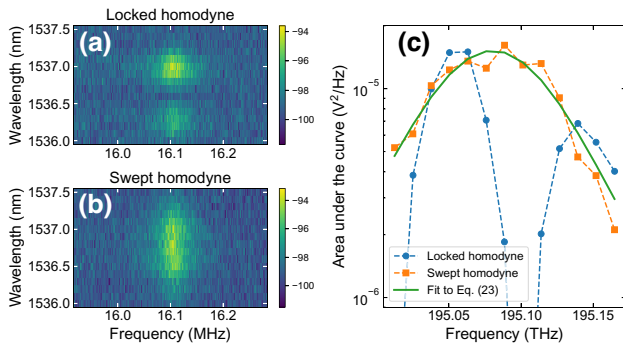 Locked homodyne
(a)
Wavelength (nm)
1537.5
1537.0
1536.5
1536.0
16.0
16.1
16.2
−94
−96
−98
−100
Swept homodyne
(b)
Wavelength (nm)
1537.5
1537.0
1536.5
1536.0
16.0
16.1
16.2
Frequency (MHz)
−94
−96
−98
−100
(c)
Area under the curve (V²/Hz)
10⁻⁵
10⁻⁶
Locked homodyne
Swept homodyne
Fit to Eq. (23)
195.05
195.10
195.15
Frequency (THz)